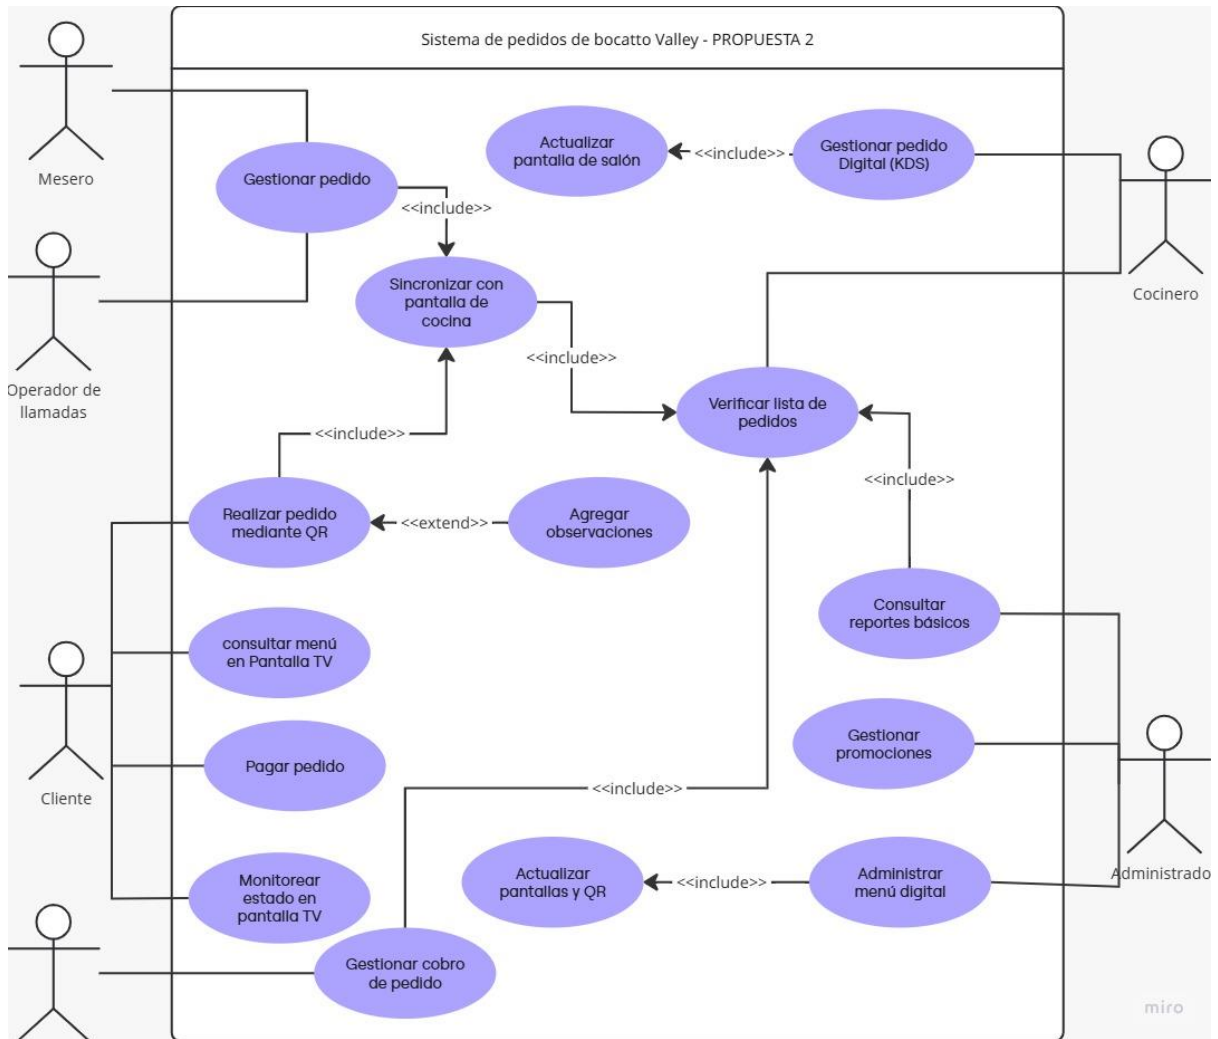 Sistema de pedidos de bocatto Valley - PROPUESTA 2
Mesero
Gestionar pedido
<<include>>
Actualizar
pantalla de salón
<<include>>
Gestionar pedido
Digital (KDS)
Cocinero
Operador de
llamadas
Sincronizar con
pantalla de
cocina
<<include>>
Verificar lista de
pedidos
<<include>>
<<include>>
Realizar pedido
mediante QR
<<extend>>
Agregar
observaciones
Consultar
reportes básicos
consultar menú
en Pantalla TV
Gestionar
promociones
Cliente
Pagar pedido
<<include>>
Monitorear
estado en
pantalla TV
Actualizar
pantallas y QR
<<include>>
Administrar
menú digital
Administrado
Gestionar cobro
de pedido
miro